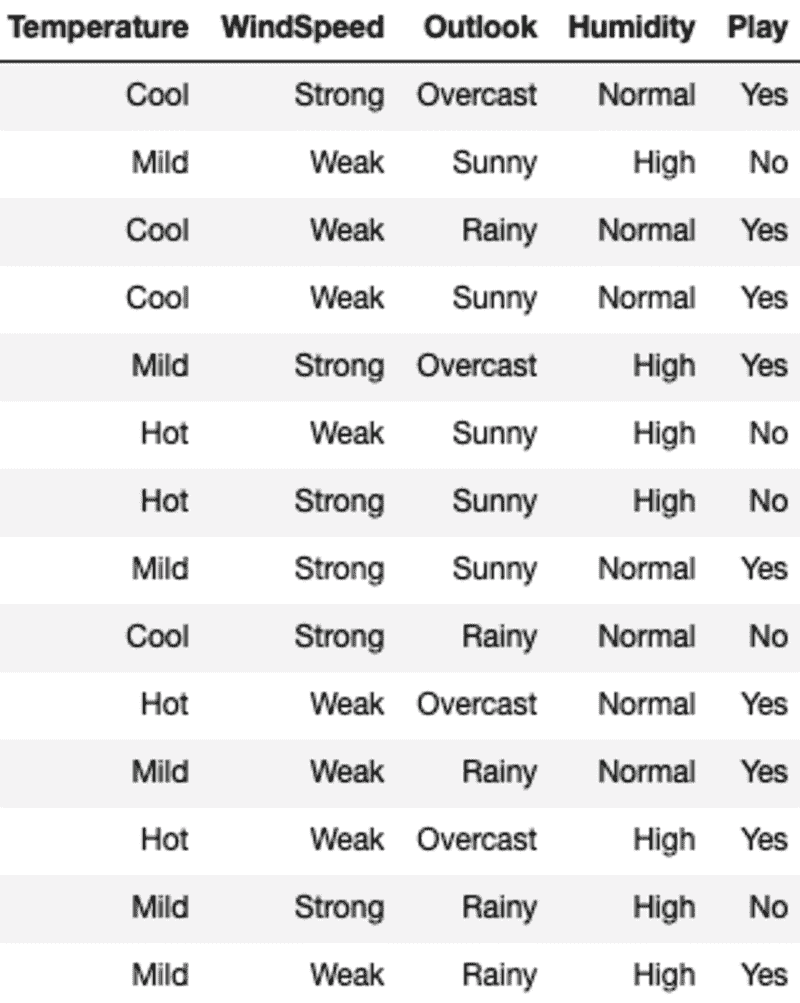 Temperature WindSpeed Outlook Humidity Play
Cool Strong Overcast Normal Yes
Mild Weak Sunny High No
Cool Weak Rainy Normal Yes
Cool Weak Sunny Normal Yes
Mild Strong Overcast High Yes
Hot Weak Sunny High No
Hot Strong Sunny High No
Mild Strong Sunny Normal Yes
Cool Strong Rainy Normal No
Hot Weak Overcast Normal Yes
Mild Weak Rainy Normal Yes
Hot Weak Overcast High Yes
Mild Strong Rainy High No
Mild Weak Rainy High Yes